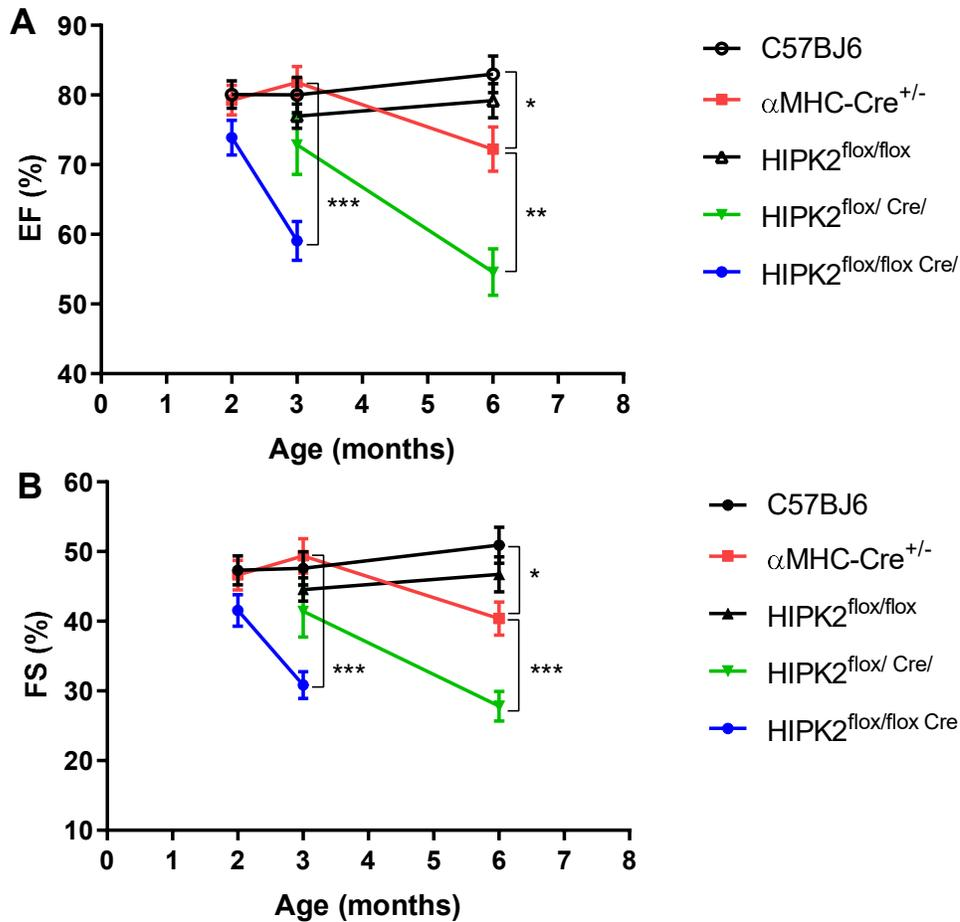 A
90
80
70
60
50
40
EF (%)
0 1 2 3 4 5 6 7 8
Age (months)
*
**
***
C57BJ6
αMHC-Cre+/-
HIPK2flox/flox
HIPK2flox/ Cre/
HIPK2flox/flox Cre/
B
60
50
40
30
20
10
FS (%)
0 1 2 3 4 5 6 7 8
Age (months)
*
***
***
C57BJ6
αMHC-Cre+/-
HIPK2flox/flox
HIPK2flox/ Cre/
HIPK2flox/flox Cre